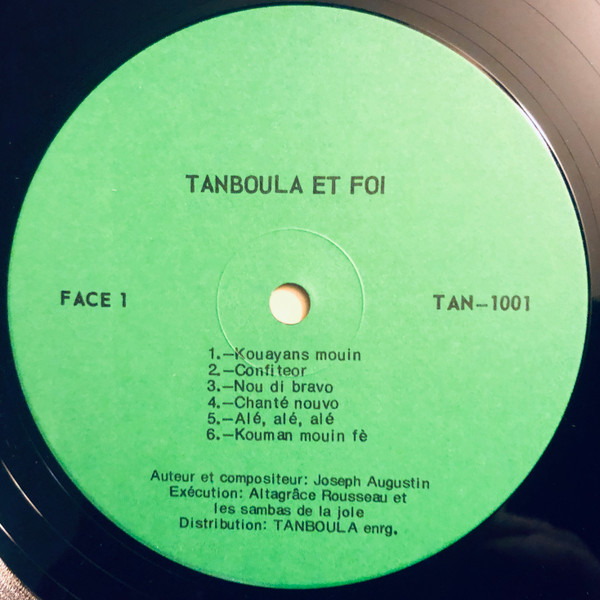 TANBOULA ET FOI
FACE 1
TAN-1001
1.-Kouayans mouin
2.-Confiteor
3.-Nou di bravo
4.-Chanté nouvo
5.-Alé, alé, alé
6.-Kouman mouin fè
Auteur et compositeur: Joseph Augustin
Exécution: Altagrâce Rousseau et
les sambas de la joie
Distribution: TANBOULA enrg.